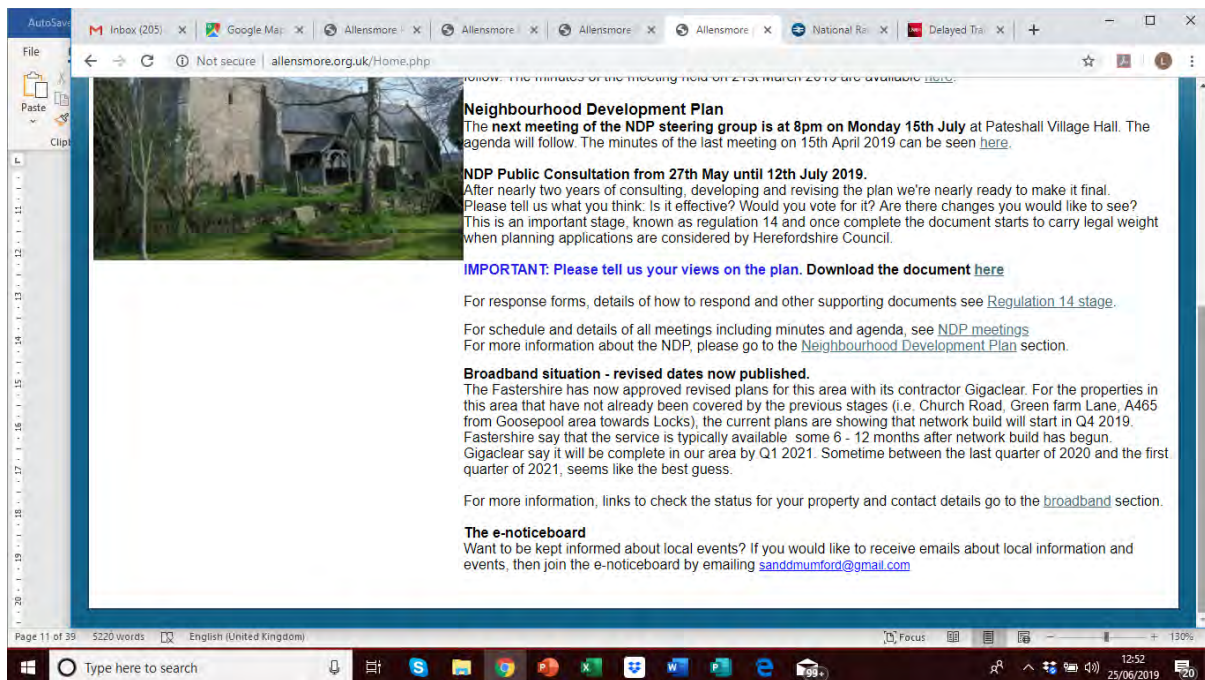 AutoSave
Inbox (205)
Google Map
Allensmore
Allensmore
Allensmore
Allensmore
National Ra
Delayed Tra
File
Not secure | allensmore.org.uk/Home.php
Paste
follow. The minutes of the meeting held on 21st March 2019 are available here.
Neighbourhood Development Plan
The next meeting of the NDP steering group is at 8pm on Monday 15th July at Pateshall Village Hall. The
agenda will follow. The minutes of the last meeting on 15th April 2019 can be seen here.
NDP Public Consultation from 27th May until 12th July 2019.
After nearly two years of consulting, developing and revising the plan we're nearly ready to make it final.
Please tell us what you think: Is it effective? Would you vote for it? Are there changes you would like to see?
This is an important stage, known as regulation 14 and once complete the document starts to carry legal weight
when planning applications are considered by Herefordshire Council.
IMPORTANT: Please tell us your views on the plan. Download the document here
For response forms, details of how to respond and other supporting documents see Regulation 14 stage.
For schedule and details of all meetings including minutes and agenda, see NDP meetings
For more information about the NDP, please go to the Neighbourhood Development Plan section.
Broadband situation - revised dates now published.
The Fastershire has now approved revised plans for this area with its contractor Gigaclear. For the properties in
this area that have not already been covered by the previous stages (i.e. Church Road, Green farm Lane, A465
from Goosepool area towards Locks), the current plans are showing that network build will start in Q4 2019.
Fastershire say that the service is typically available some 6 - 12 months after network build has begun.
Gigaclear say it will be complete in our area by Q1 2021. Sometime between the last quarter of 2020 and the first
quarter of 2021, seems like the best guess.
For more information, links to check the status for your property and contact details go to the broadband section.
The e-noticeboard
Want to be kept informed about local events? If you would like to receive emails about local information and
events, then join the e-noticeboard by emailing sanddmumford@gmail.com
Page 11 of 39 5220 words English (United Kingdom) Focus 130%
Type here to search
99+
12:52
25/06/2019
20